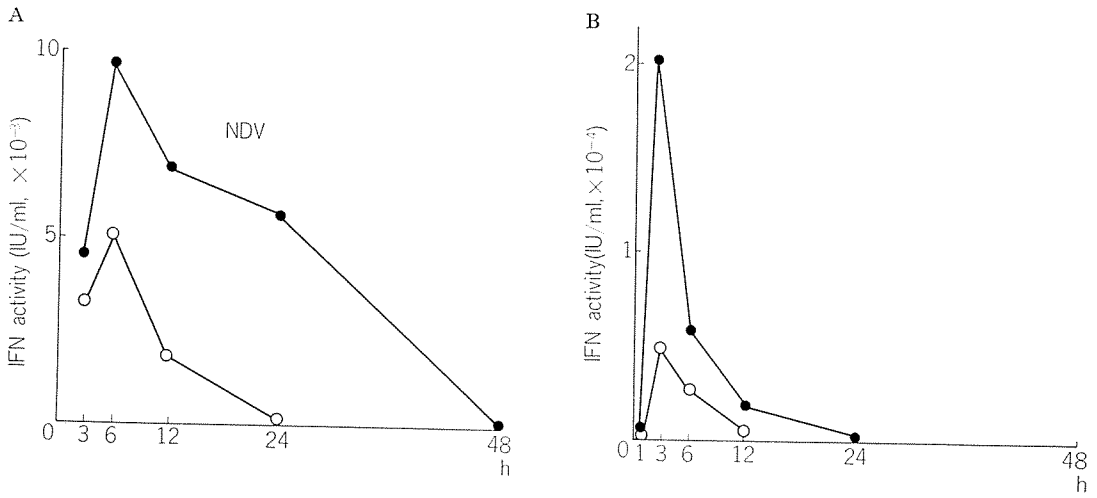 A
IFN activity (IU/ml, ×10⁻³)
10
5
0
NDV
3 6 12 24 48
h
B
IFN activity(IU/ml,×10⁻⁴)
2
1
0 1 3 6 12 24 48
h